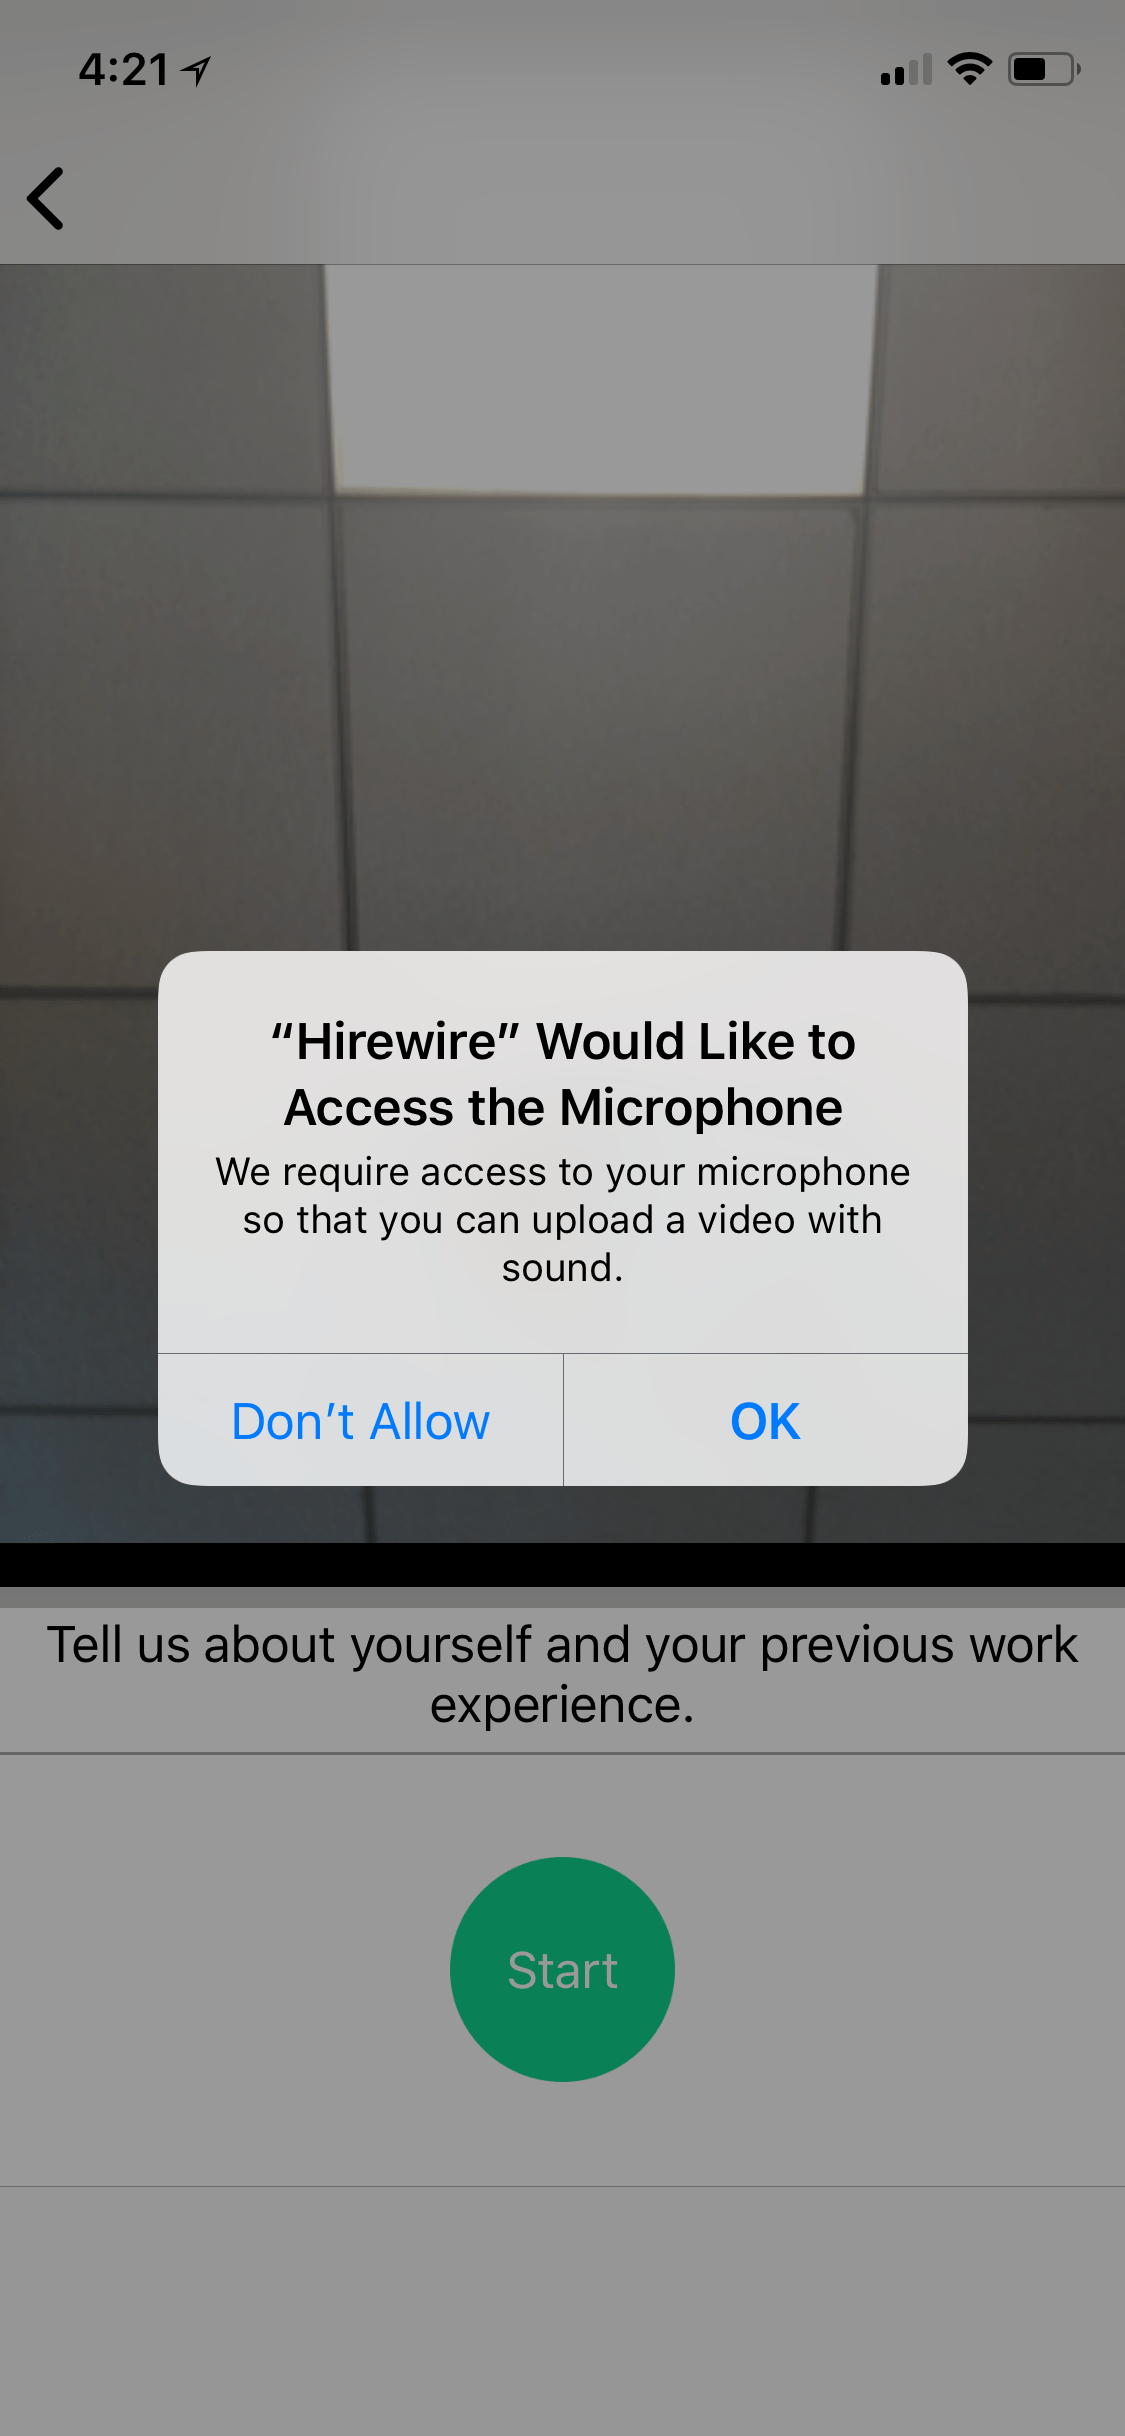 4:21
“Hirewire” Would Like to
Access the Microphone
We require access to your microphone
so that you can upload a video with
sound.
Don’t Allow
OK
Tell us about yourself and your previous work
experience.
Start